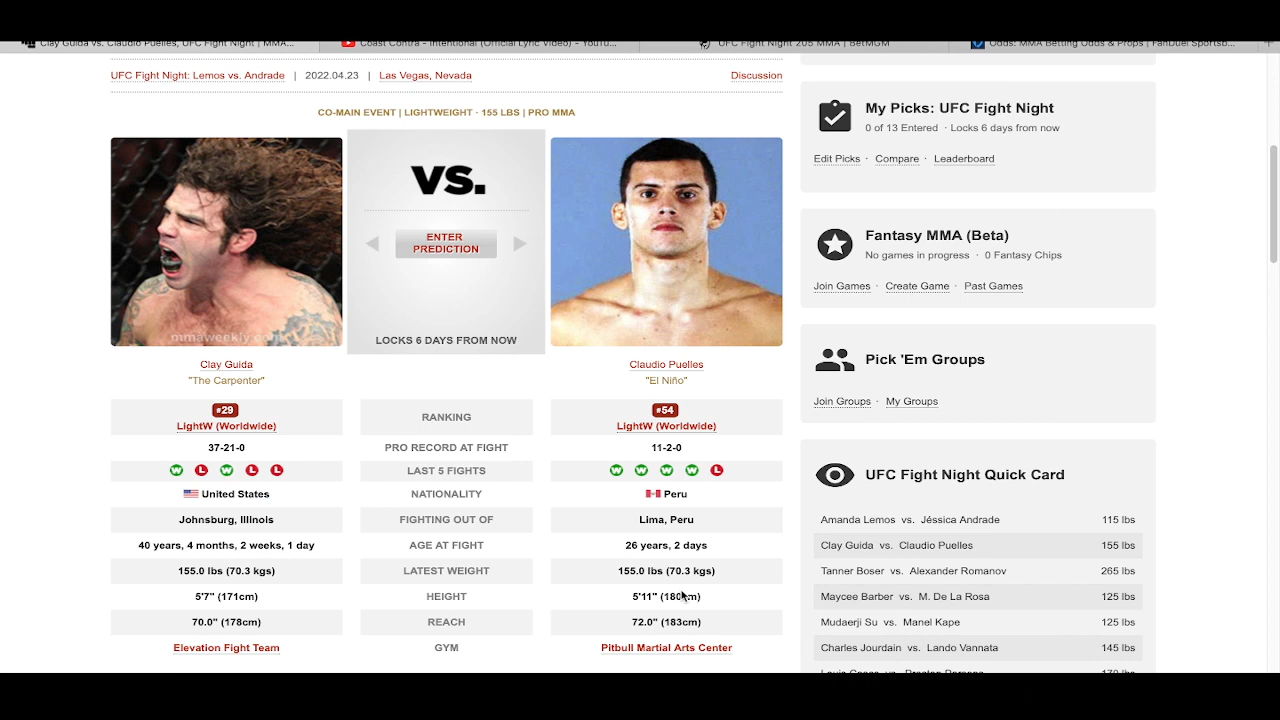 Clay Guida vs. Claudio Puelles, UFC Fight Night | MMA...
Coast Contra - Intentional (Official Lyric Video) - YouTu...
UFC Fight Night 205 MMA | BetMGM
Odds: MMA Betting Odds & Props | FanDuel Sportsb...
UFC Fight Night: Lemos vs. Andrade | 2022.04.23 | Las Vegas, Nevada
Discussion
CO-MAIN EVENT | LIGHTWEIGHT · 155 LBS | PRO MMA
VS.
ENTER
PREDICTION
mmaweekly.com
LOCKS 6 DAYS FROM NOW
Clay Guida
Claudio Puelles
"The Carpenter"
"El Niño"
#29
LightW (Worldwide)
RANKING
#54
LightW (Worldwide)
37-21-0 PRO RECORD AT FIGHT 11-2-0
W L W L L LAST 5 FIGHTS W W W W L
United States NATIONALITY Peru
Johnsburg, Illinois FIGHTING OUT OF Lima, Peru
40 years, 4 months, 2 weeks, 1 day AGE AT FIGHT 26 years, 2 days
155.0 lbs (70.3 kgs) LATEST WEIGHT 155.0 lbs (70.3 kgs)
5'7" (171cm) HEIGHT 5'11" (180cm)
70.0" (178cm) REACH 72.0" (183cm)
Elevation Fight Team GYM Pitbull Martial Arts Center
My Picks: UFC Fight Night
0 of 13 Entered · Locks 6 days from now
Edit Picks · Compare · Leaderboard
Fantasy MMA (Beta)
No games in progress · 0 Fantasy Chips
Join Games · Create Game · Past Games
Pick 'Em Groups
Join Groups · My Groups
UFC Fight Night Quick Card
Amanda Lemos vs. Jéssica Andrade 115 lbs
Clay Guida vs. Claudio Puelles 155 lbs
Tanner Boser vs. Alexander Romanov 265 lbs
Maycee Barber vs. M. De La Rosa 125 lbs
Mudaerji Su vs. Manel Kape 125 lbs
Charles Jourdain vs. Lando Vannata 145 lbs